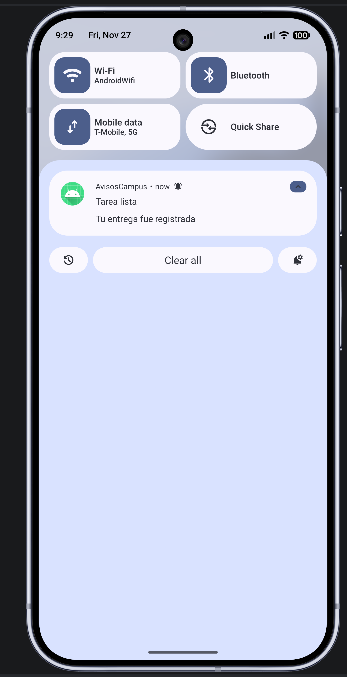 9:29 Fri, Nov 27 100
Wi-Fi
AndroidWifi
Bluetooth
Mobile data
T-Mobile, 5G
Quick Share
AvisosCampus • now
Tarea lista
Tu entrega fue registrada
Clear all